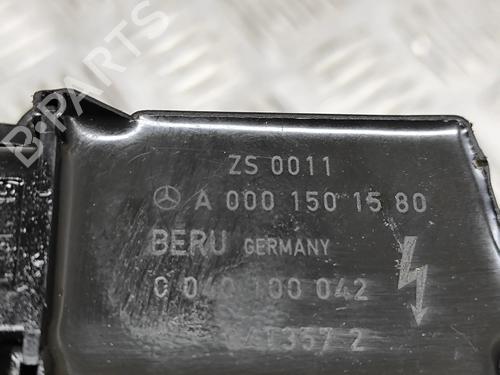 B-PARTS
ZS 0011
A 000 150 15 80
BERU GERMANY
0 040 100 042